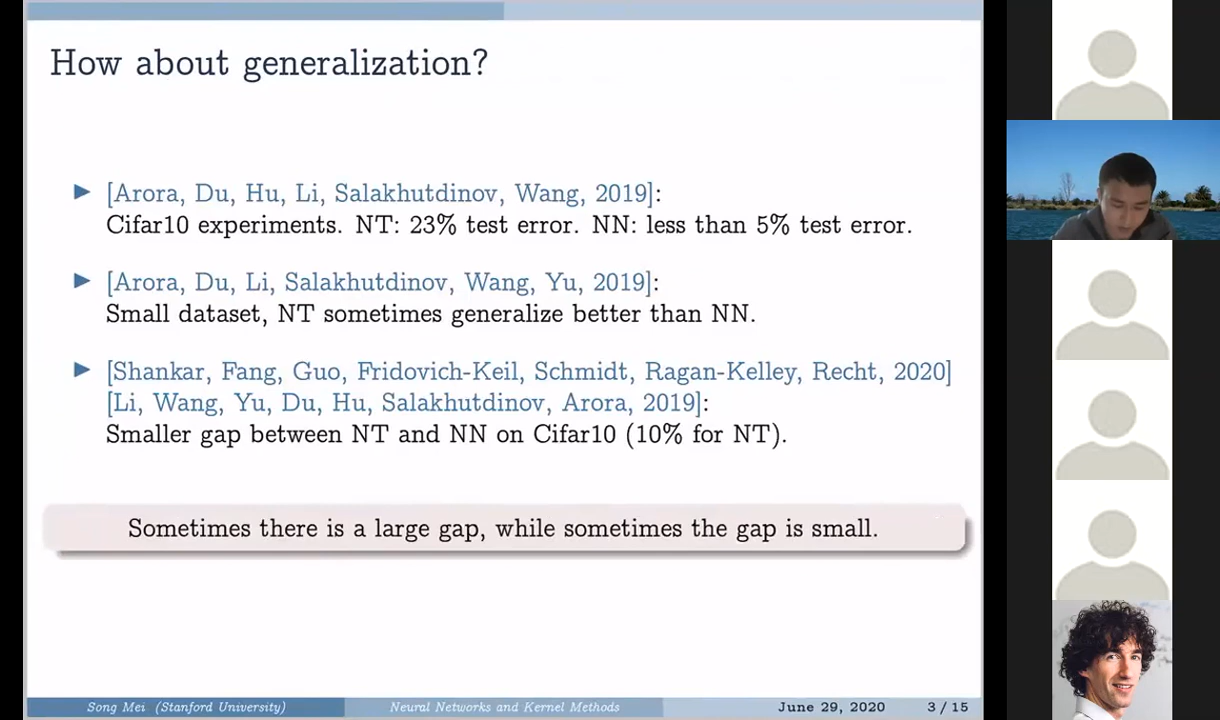 How about generalization?
▶ [Arora, Du, Hu, Li, Salakhutdinov, Wang, 2019]:
Cifar10 experiments. NT: 23% test error. NN: less than 5% test error.
▶ [Arora, Du, Li, Salakhutdinov, Wang, Yu, 2019]:
Small dataset, NT sometimes generalize better than NN.
▶ [Shankar, Fang, Guo, Fridovich-Keil, Schmidt, Ragan-Kelley, Recht, 2020]
[Li, Wang, Yu, Du, Hu, Salakhutdinov, Arora, 2019]:
Smaller gap between NT and NN on Cifar10 (10% for NT).
Sometimes there is a large gap, while sometimes the gap is small.
Song Mei (Stanford University) Neural Networks and Kernel Methods June 29, 2020 3 / 15